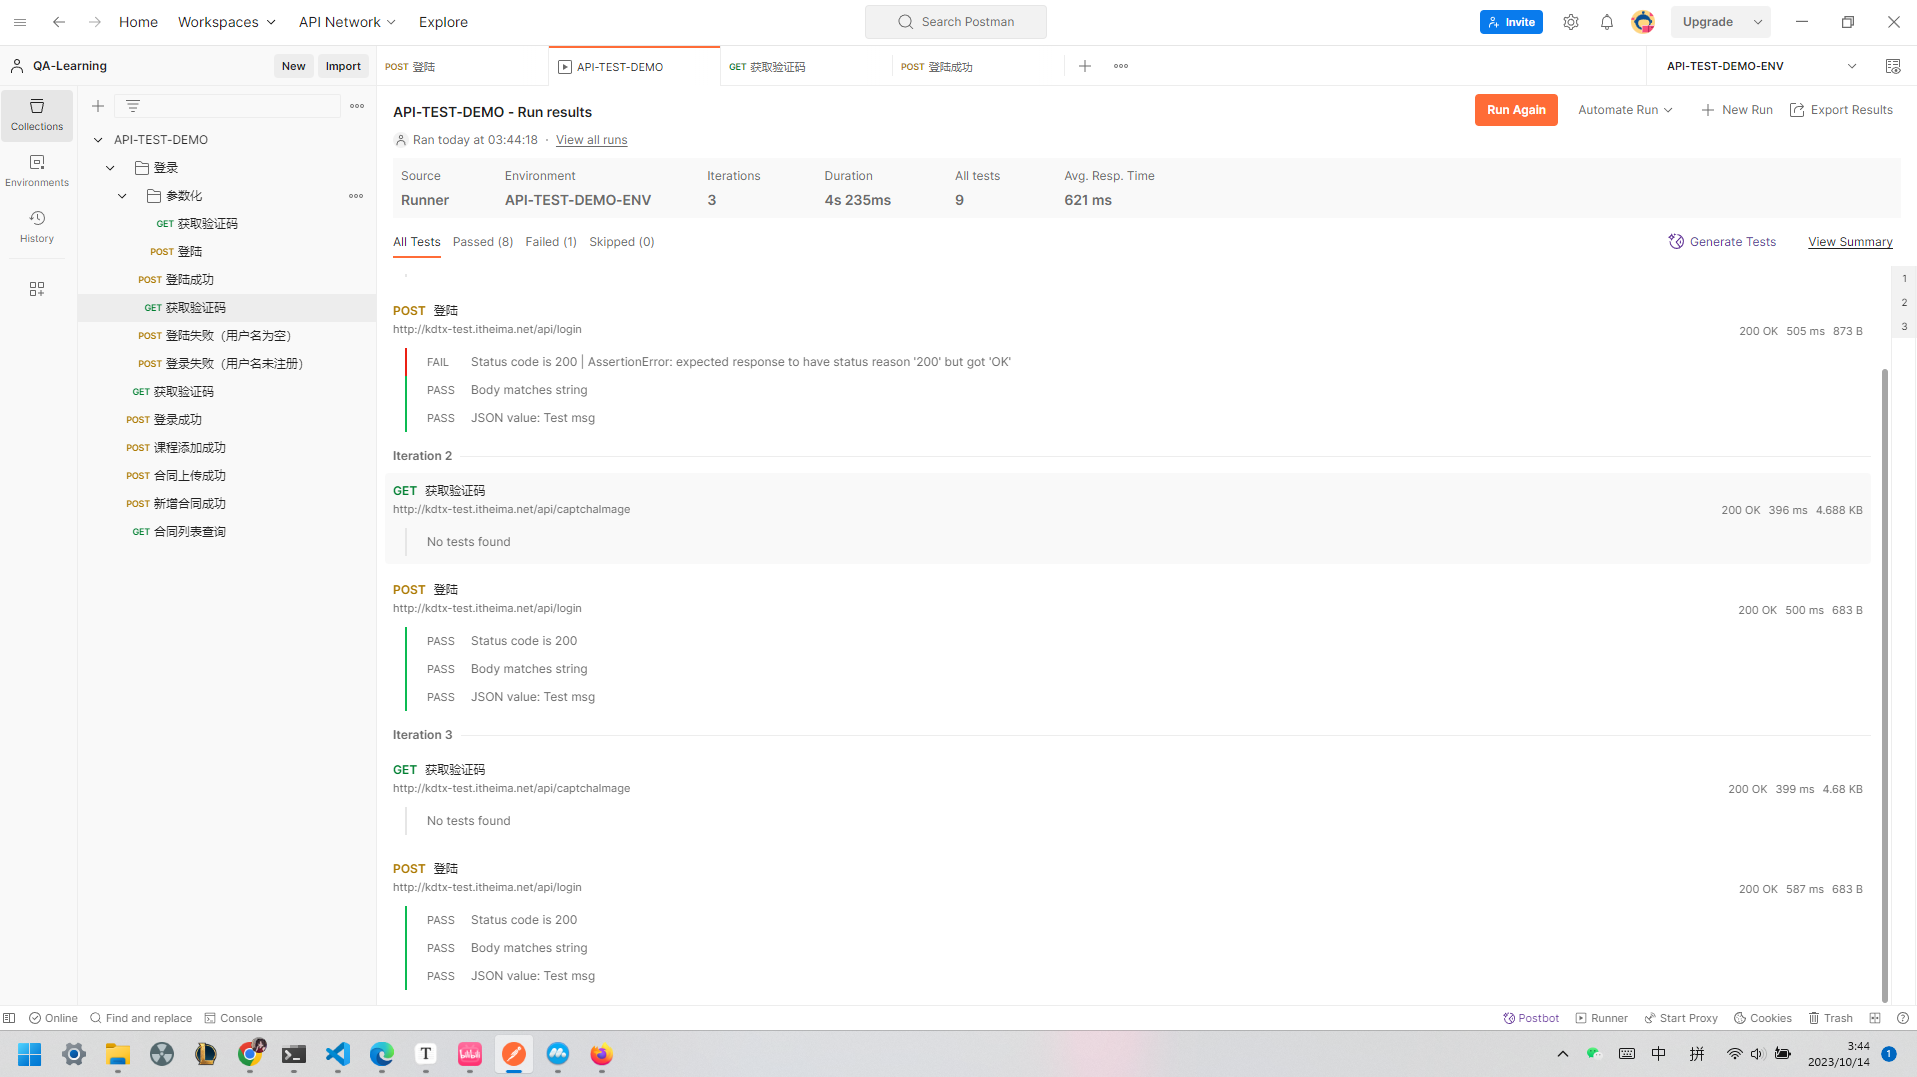 Home
Workspaces
API Network
Explore
Search Postman
Invite
Upgrade
QA-Learning
New
Import
POST 登陆
API-TEST-DEMO
GET 获取验证码
POST 登陆成功
API-TEST-DEMO-ENV
Collections
Environments
History
API-TEST-DEMO
登录
参数化
GET 获取验证码
POST 登陆
POST 登陆成功
GET 获取验证码
POST 登陆失败（用户名为空）
POST 登录失败（用户名未注册）
GET 获取验证码
POST 登录成功
POST 课程添加成功
POST 合同上传成功
POST 新增合同成功
GET 合同列表查询
API-TEST-DEMO - Run results
Run Again
Automate Run
New Run
Export Results
Ran today at 03:44:18 · View all runs
Source
Environment
Iterations
Duration
All tests
Avg. Resp. Time
Runner
API-TEST-DEMO-ENV
3
4s 235ms
9
621 ms
All Tests
Passed (8)
Failed (1)
Skipped (0)
Generate Tests
View Summary
1
2
3
POST 登陆
http://kdtx-test.itheima.net/api/login
200 OK 505 ms 873 B
FAIL Status code is 200 | AssertionError: expected response to have status reason '200' but got 'OK'
PASS Body matches string
PASS JSON value: Test msg
Iteration 2
GET 获取验证码
http://kdtx-test.itheima.net/api/captchaImage
200 OK 396 ms 4.688 KB
No tests found
POST 登陆
http://kdtx-test.itheima.net/api/login
200 OK 500 ms 683 B
PASS Status code is 200
PASS Body matches string
PASS JSON value: Test msg
Iteration 3
GET 获取验证码
http://kdtx-test.itheima.net/api/captchaImage
200 OK 399 ms 4.68 KB
No tests found
POST 登陆
http://kdtx-test.itheima.net/api/login
200 OK 587 ms 683 B
PASS Status code is 200
PASS Body matches string
PASS JSON value: Test msg
Online
Find and replace
Console
Postbot
Runner
Start Proxy
Cookies
Trash
T
中
拼
3:44
2023/10/14
1